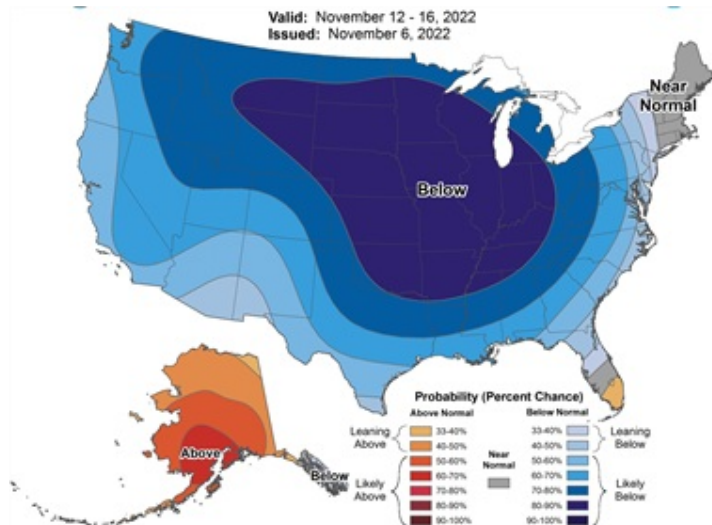 Valid: November 12 - 16, 2022
Issued: November 6, 2022
Near
Normal
Below
Above
Below
Probability (Percent Chance)
Above Normal
Below Normal
Leaning
Above
Likely
Above
33-40%
40-50%
50-60%
60-70%
70-80%
80-90%
90-100%
Near
Normal
33-40%
40-50%
50-60%
60-70%
70-80%
80-90%
90-100%
Leaning
Below
Likely
Below